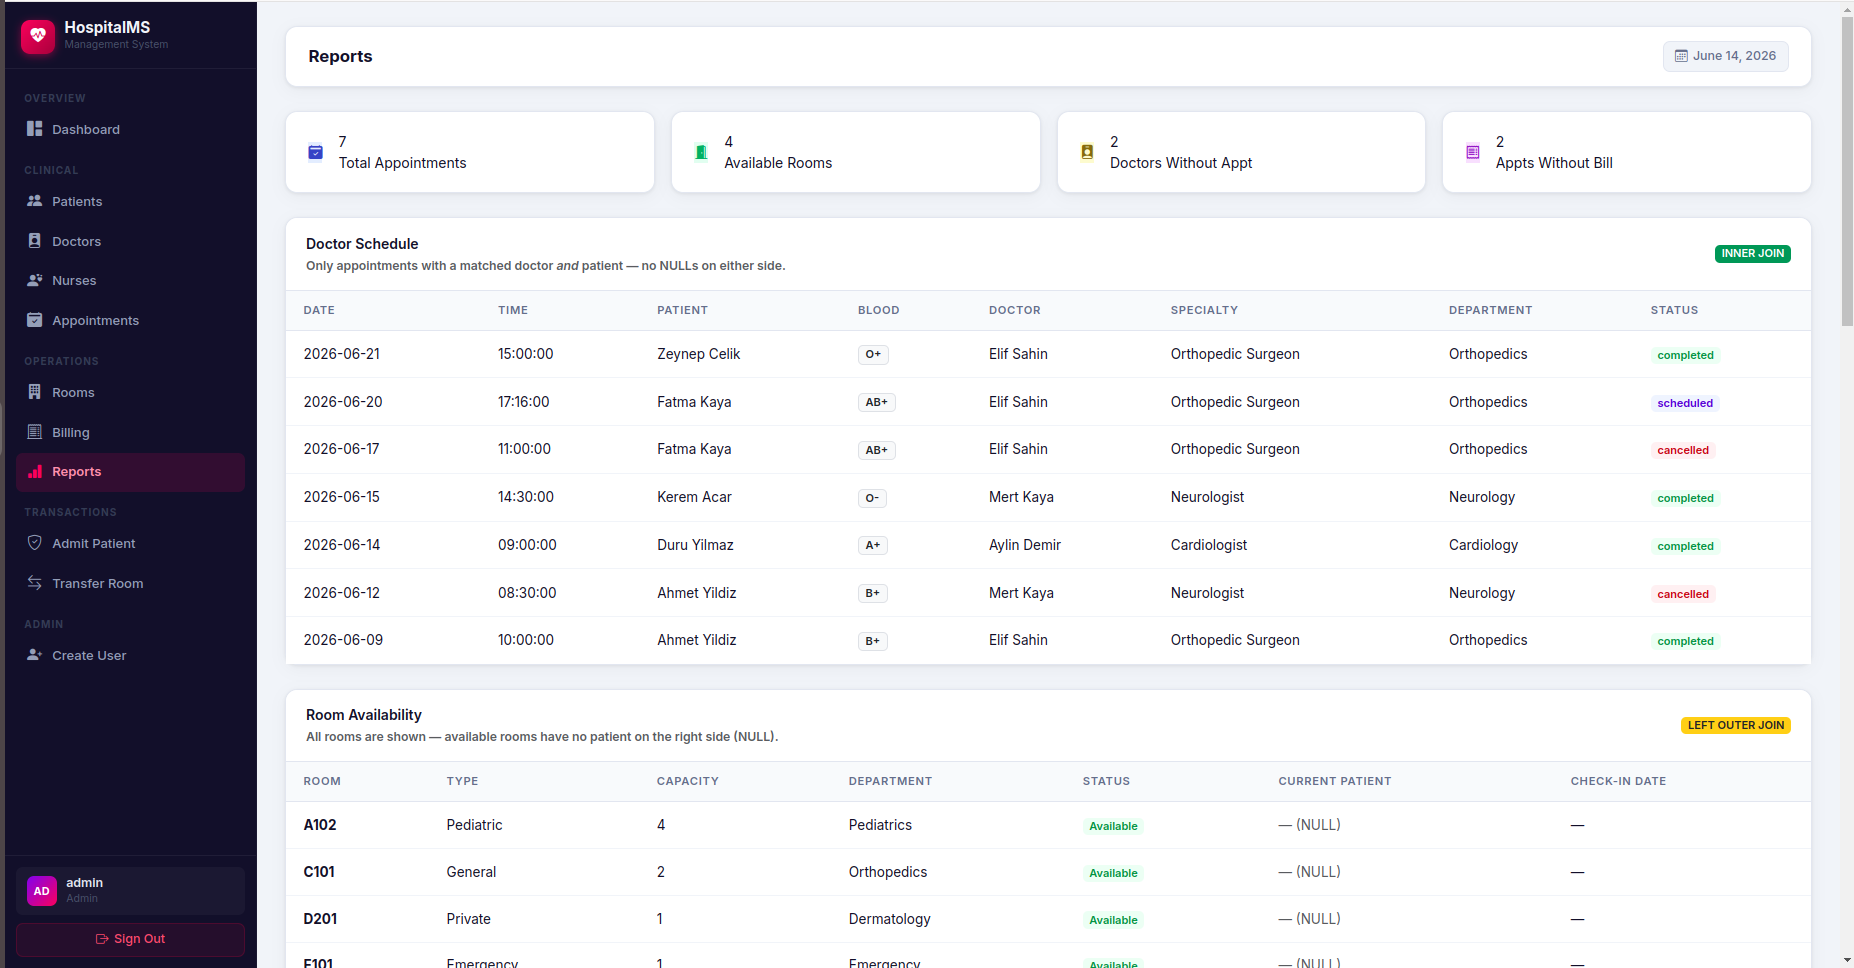 HospitalMS
Management System
OVERVIEW
Dashboard
CLINICAL
Patients
Doctors
Nurses
Appointments
OPERATIONS
Rooms
Billing
Reports
TRANSACTIONS
Admit Patient
Transfer Room
ADMIN
Create User
AD
admin
Admin
Sign Out
Reports
June 14, 2026
7
Total Appointments
4
Available Rooms
2
Doctors Without Appt
2
Appts Without Bill
Doctor Schedule
Only appointments with a matched doctor and patient — no NULLs on either side.
INNER JOIN
DATE TIME PATIENT BLOOD DOCTOR SPECIALTY DEPARTMENT STATUS
2026-06-21 15:00:00 Zeynep Celik O+ Elif Sahin Orthopedic Surgeon Orthopedics completed
2026-06-20 17:16:00 Fatma Kaya AB+ Elif Sahin Orthopedic Surgeon Orthopedics scheduled
2026-06-17 11:00:00 Fatma Kaya AB+ Elif Sahin Orthopedic Surgeon Orthopedics cancelled
2026-06-15 14:30:00 Kerem Acar O- Mert Kaya Neurologist Neurology completed
2026-06-14 09:00:00 Duru Yilmaz A+ Aylin Demir Cardiologist Cardiology completed
2026-06-12 08:30:00 Ahmet Yildiz B+ Mert Kaya Neurologist Neurology cancelled
2026-06-09 10:00:00 Ahmet Yildiz B+ Elif Sahin Orthopedic Surgeon Orthopedics completed
Room Availability
All rooms are shown — available rooms have no patient on the right side (NULL).
LEFT OUTER JOIN
ROOM TYPE CAPACITY DEPARTMENT STATUS CURRENT PATIENT CHECK-IN DATE
A102 Pediatric 4 Pediatrics Available — (NULL) —
C101 General 2 Orthopedics Available — (NULL) —
D201 Private 1 Dermatology Available — (NULL) —
Emergency 1 Emergency Available — (NULL) —